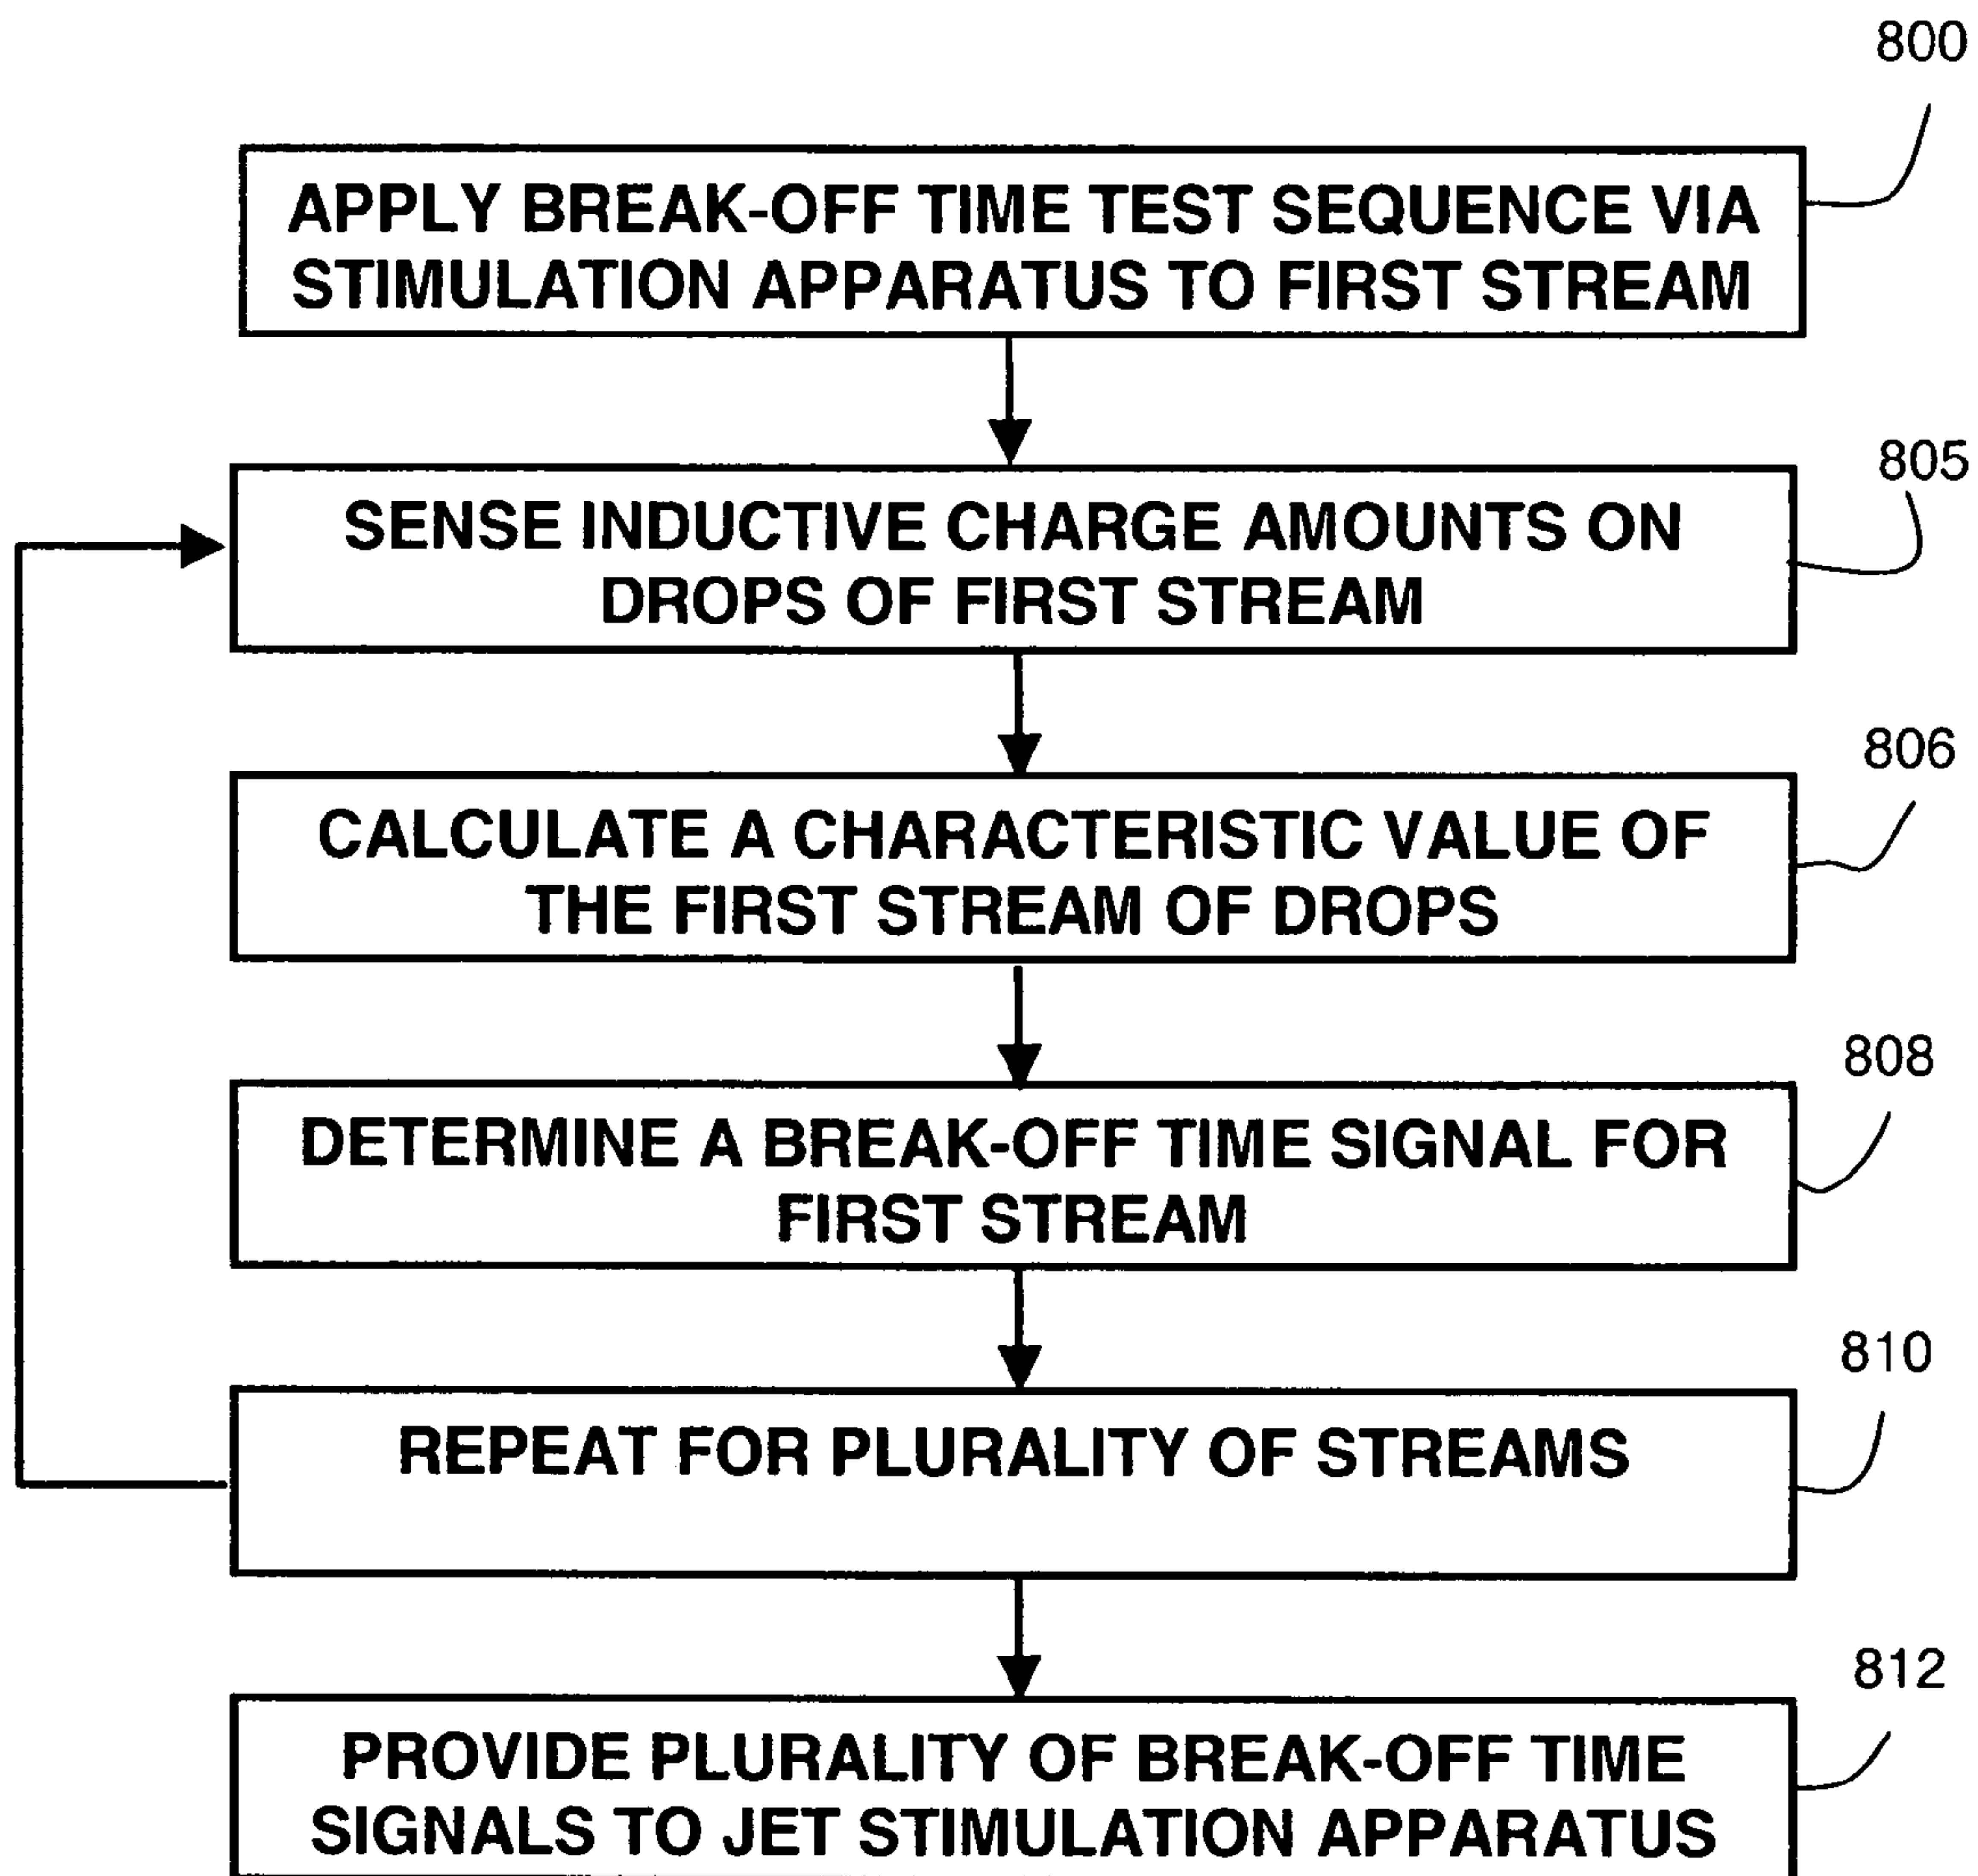 800
APPLY BREAK-OFF TIME TEST SEQUENCE VIA
STIMULATION APPARATUS TO FIRST STREAM
805
SENSE INDUCTIVE CHARGE AMOUNTS ON
DROPS OF FIRST STREAM
806
CALCULATE A CHARACTERISTIC VALUE OF
THE FIRST STREAM OF DROPS
808
DETERMINE A BREAK-OFF TIME SIGNAL FOR
FIRST STREAM
810
REPEAT FOR PLURALITY OF STREAMS
812
PROVIDE PLURALITY OF BREAK-OFF TIME
SIGNALS TO JET STIMULATION APPARATUS